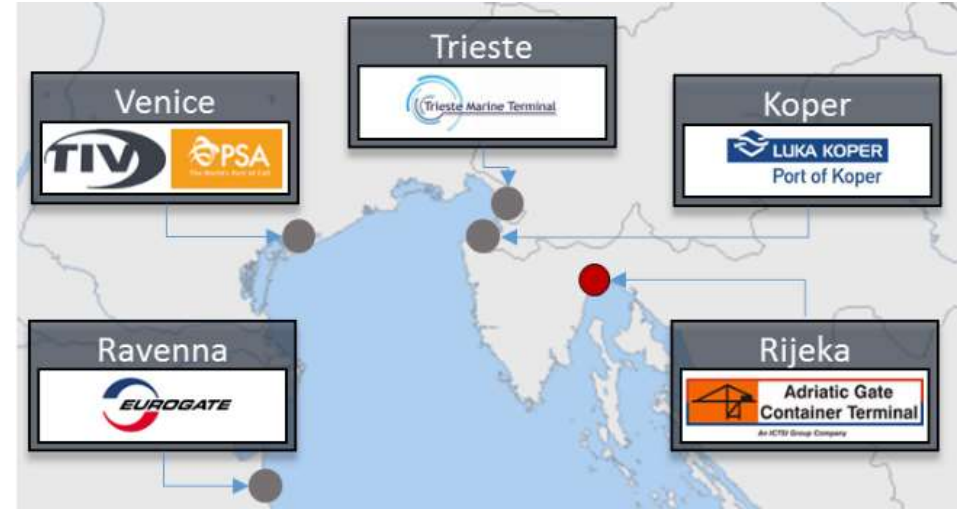 Trieste
Trieste Marine Terminal
Venice
TIV
PSA
The World's Port of Call
Koper
LUKA KOPER
Port of Koper
Ravenna
EUROGATE
Rijeka
Adriatic Gate
Container Terminal
An ICTSI Group Company